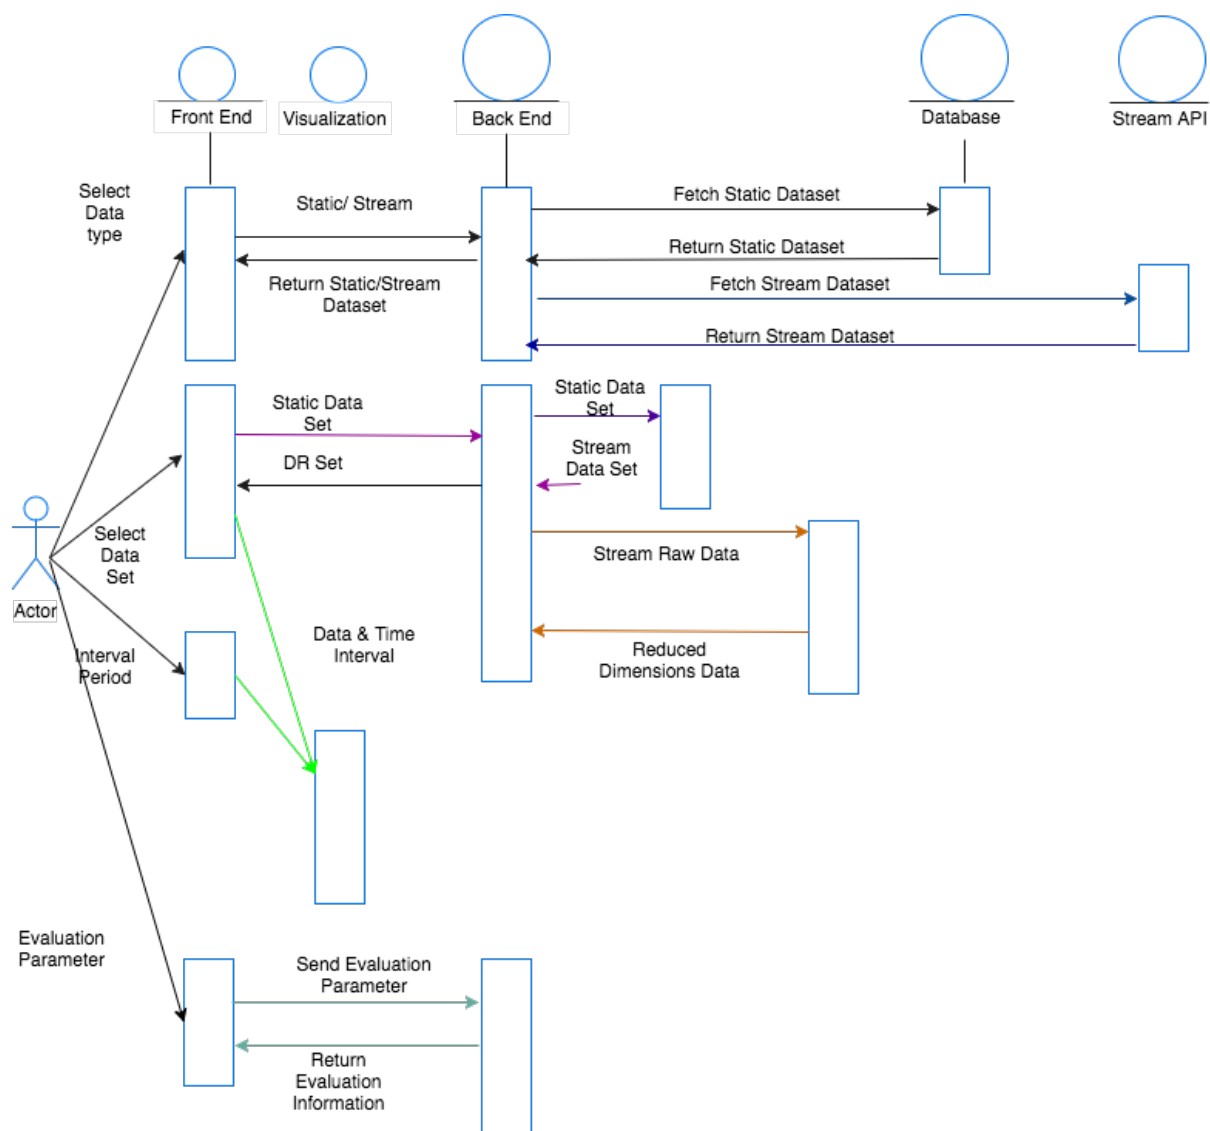 Front End
Visualization
Back End
Database
Stream API
Select
Data
type
Static/ Stream
Fetch Static Dataset
Return Static Dataset
Return Static/Stream
Dataset
Fetch Stream Dataset
Return Stream Dataset
Static Data
Set
Static Data
Set
DR Set
Stream
Data Set
Select
Data
Set
Stream Raw Data
Actor
Data & Time
Interval
Interval
Period
Reduced
Dimensions Data
Evaluation
Parameter
Send Evaluation
Parameter
Return
Evaluation
Information